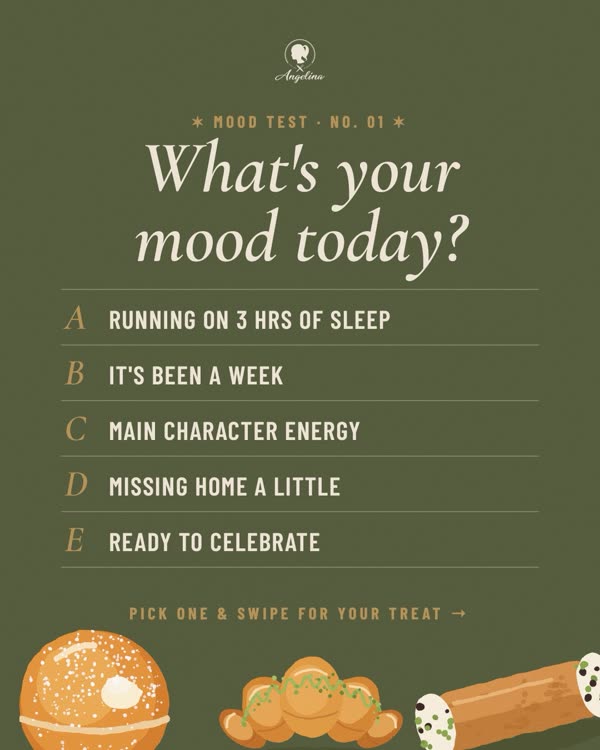 Angelina
✶ MOOD TEST · NO. 01 ✶
What's your
mood today?
A RUNNING ON 3 HRS OF SLEEP
B IT'S BEEN A WEEK
C MAIN CHARACTER ENERGY
D MISSING HOME A LITTLE
E READY TO CELEBRATE
PICK ONE & SWIPE FOR YOUR TREAT →